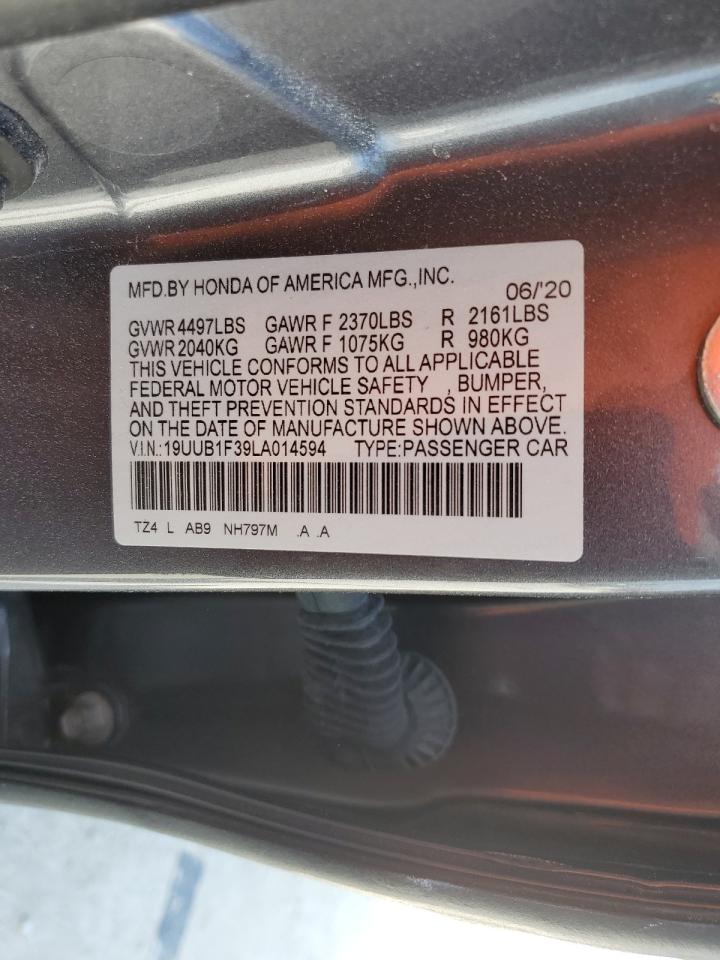 MFD.BY HONDA OF AMERICA MFG.,INC. 06/'20
GVWR 4497LBS GAWR F 2370LBS R 2161LBS
GVWR 2040KG GAWR F 1075KG R 980KG
THIS VEHICLE CONFORMS TO ALL APPLICABLE
FEDERAL MOTOR VEHICLE SAFETY , BUMPER,
AND THEFT PREVENTION STANDARDS IN EFFECT
ON THE DATE OF MANUFACTURE SHOWN ABOVE.
V.I.N.:19UUB1F39LA014594 TYPE:PASSENGER CAR
TZ4 L AB9 NH797M .A .A